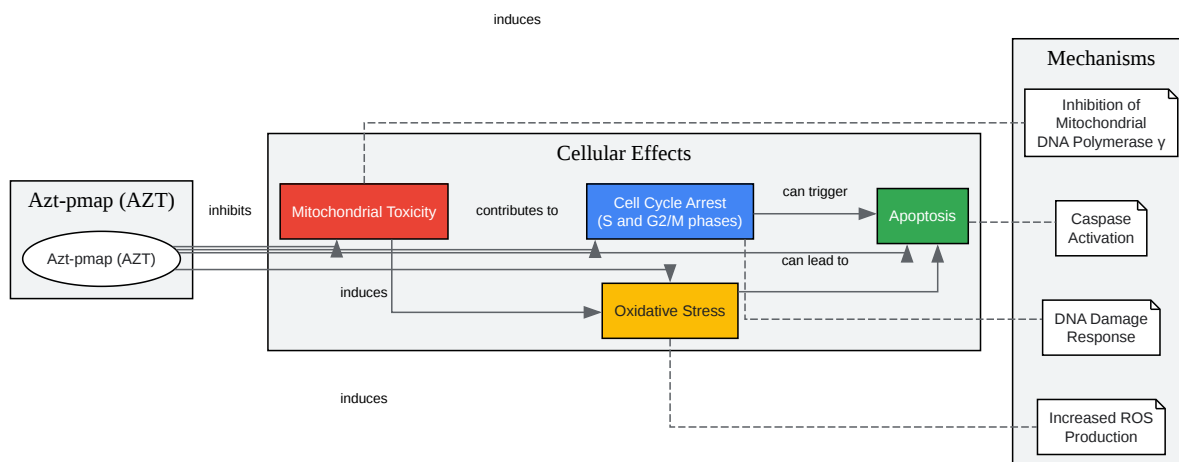 induces
Mechanisms
Inhibition of
Mitochondrial
DNA Polymerase γ
Cellular Effects
Azt-pmap (AZT)
inhibits
Mitochondrial Toxicity
contributes to
Cell Cycle Arrest
(S and G2/M phases)
can trigger
Apoptosis
Caspase
Activation
Azt-pmap (AZT)
can lead to
induces
Oxidative Stress
DNA Damage
Response
induces
Increased ROS
Production